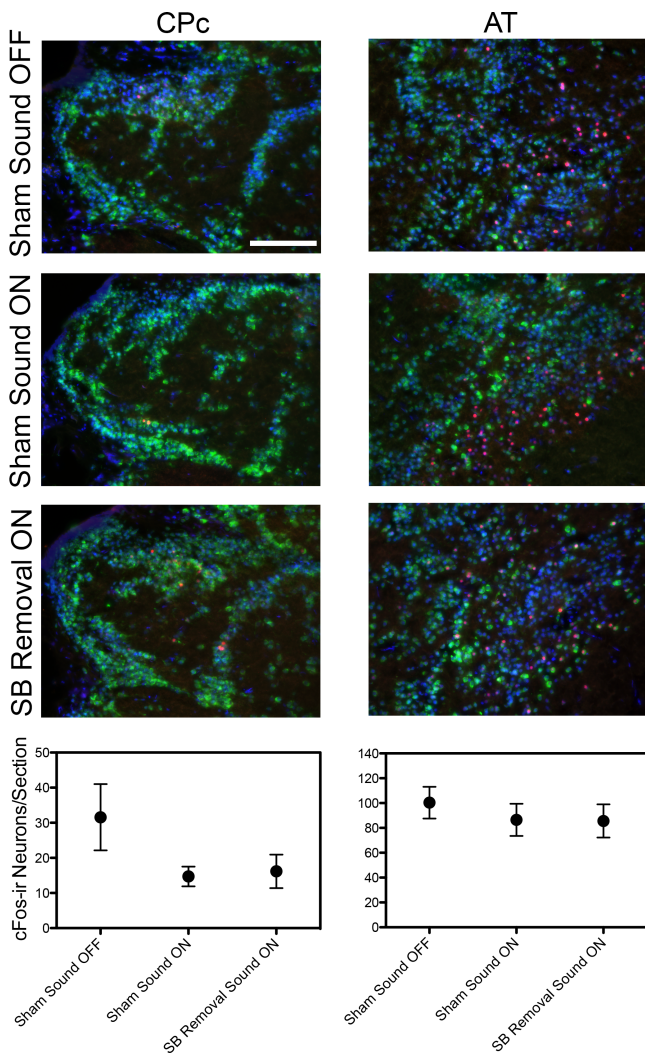 CPc
AT
Sham Sound OFF
Sham Sound ON
SB Removal ON
cFos-ir Neurons/Section
50
40
30
20
10
0
Sham Sound OFF
Sham Sound ON
SB Removal Sound ON
140
120
100
80
60
40
20
0
Sham Sound OFF
Sham Sound ON
SB Removal Sound ON